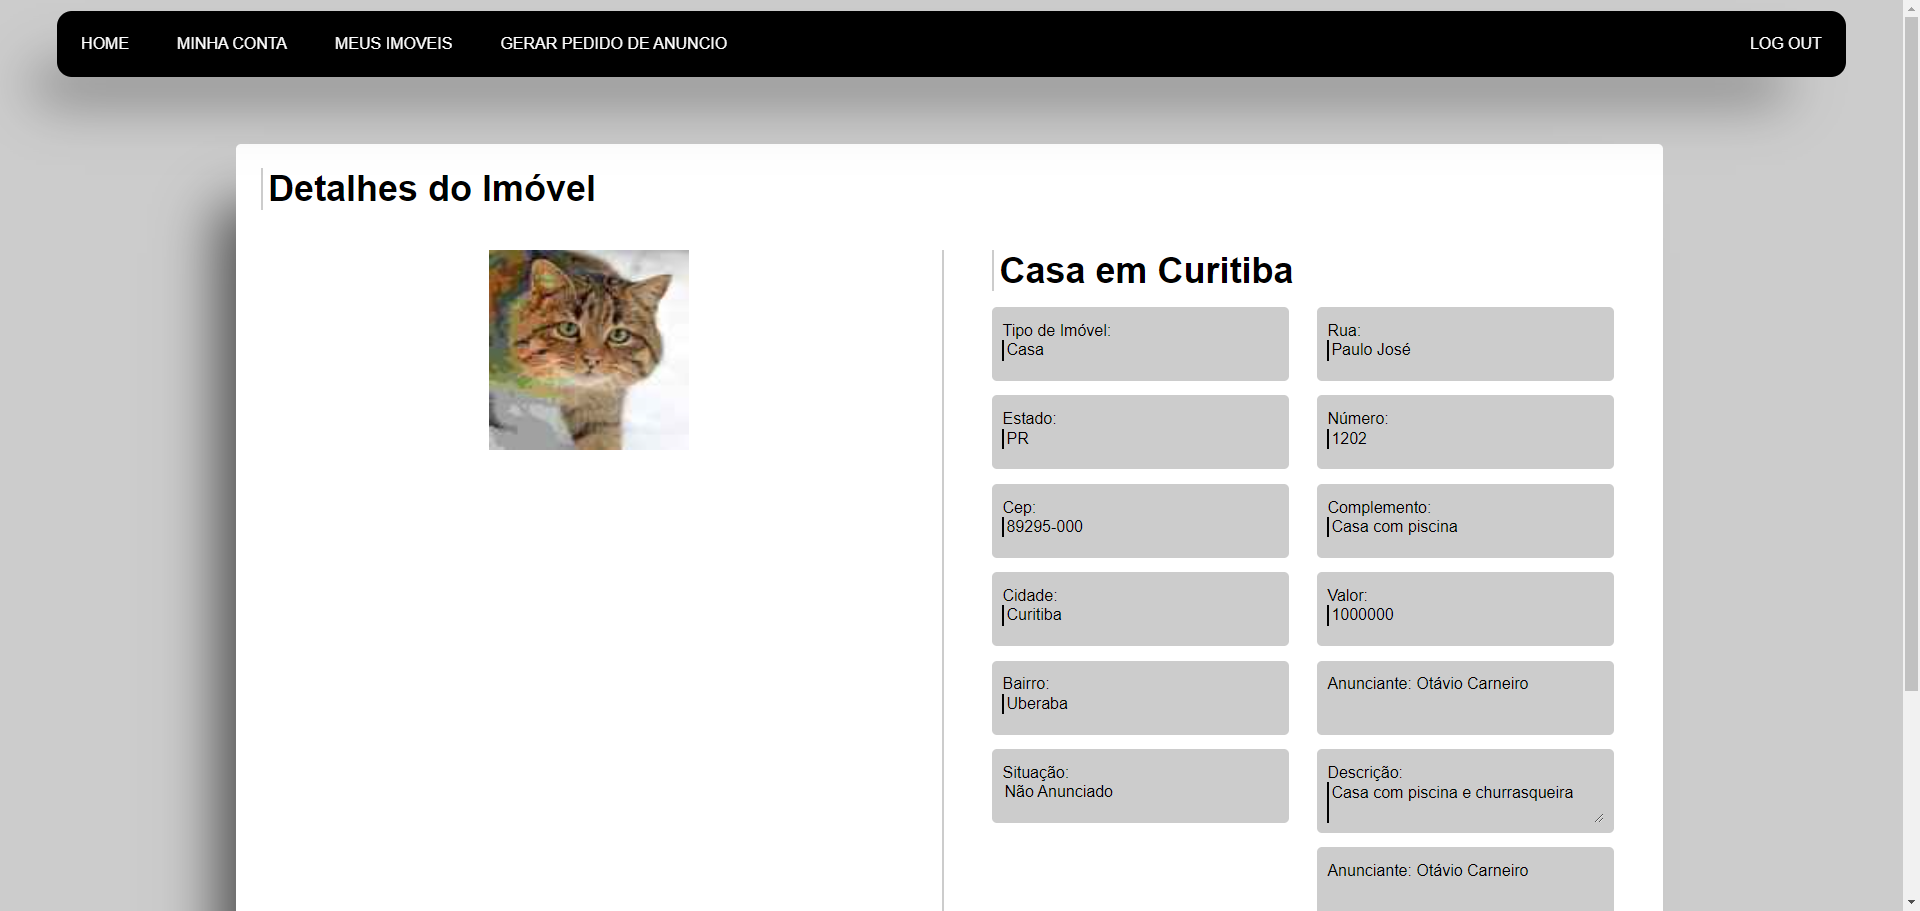 HOME MINHA CONTA MEUS IMOVEIS GERAR PEDIDO DE ANUNCIO LOG OUT
Detalhes do Imóvel
Casa em Curitiba
Tipo de Imóvel:
Casa
Rua:
Paulo José
Estado:
PR
Número:
1202
Cep:
89295-000
Complemento:
Casa com piscina
Cidade:
Curitiba
Valor:
1000000
Bairro:
Uberaba
Anunciante: Otávio Carneiro
Situação:
Não Anunciado
Descrição:
Casa com piscina e churrasqueira
Anunciante: Otávio Carneiro